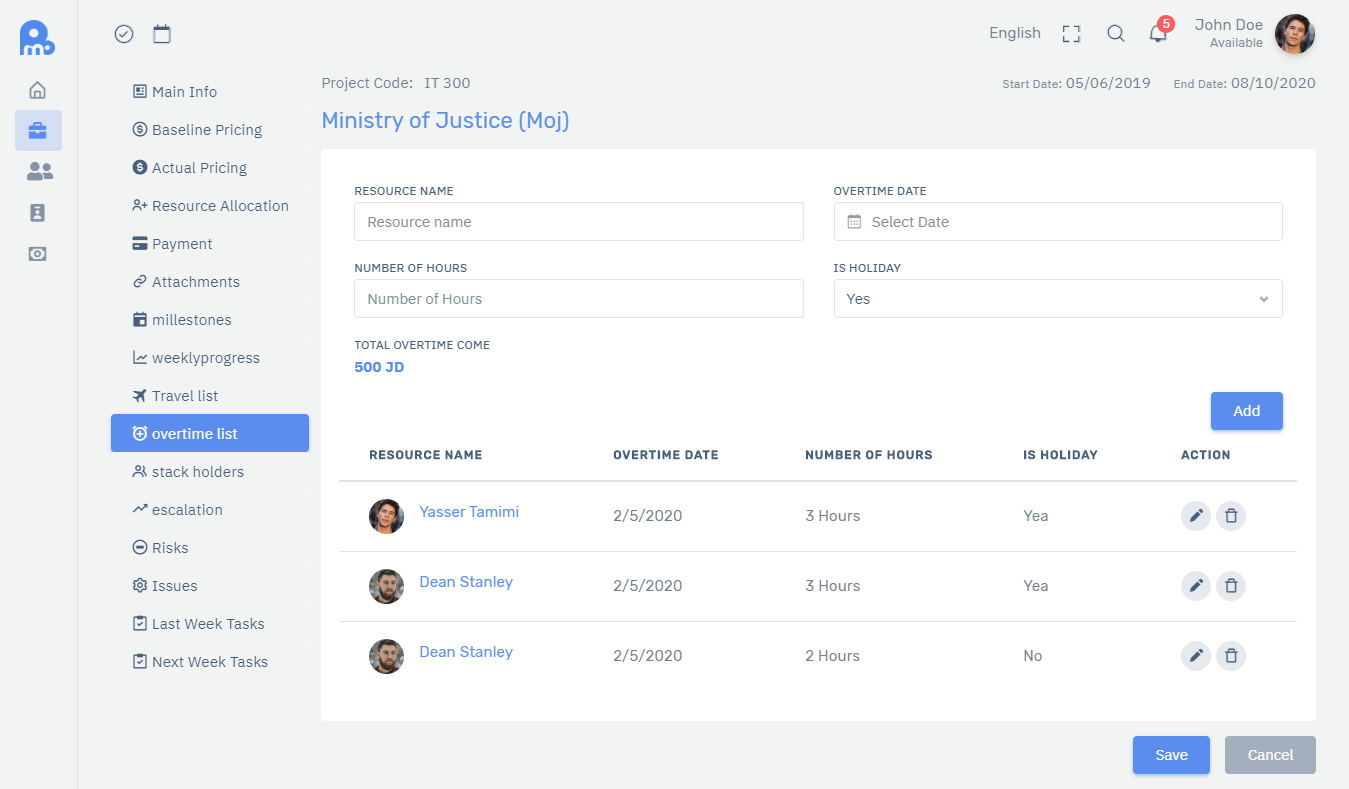 English
5
John Doe
Available
Main Info
Baseline Pricing
Actual Pricing
Resource Allocation
Payment
Attachments
millestones
weeklyprogress
Travel list
overtime list
stack holders
escalation
Risks
Issues
Last Week Tasks
Next Week Tasks
Project Code: IT 300
Start Date: 05/06/2019 End Date: 08/10/2020
Ministry of Justice (Moj)
RESOURCE NAME
Resource name
OVERTIME DATE
Select Date
NUMBER OF HOURS
Number of Hours
IS HOLIDAY
Yes
TOTAL OVERTIME COME
500 JD
Add
RESOURCE NAME OVERTIME DATE NUMBER OF HOURS IS HOLIDAY ACTION
Yasser Tamimi 2/5/2020 3 Hours Yea
Dean Stanley 2/5/2020 3 Hours Yea
Dean Stanley 2/5/2020 2 Hours No
Save Cancel